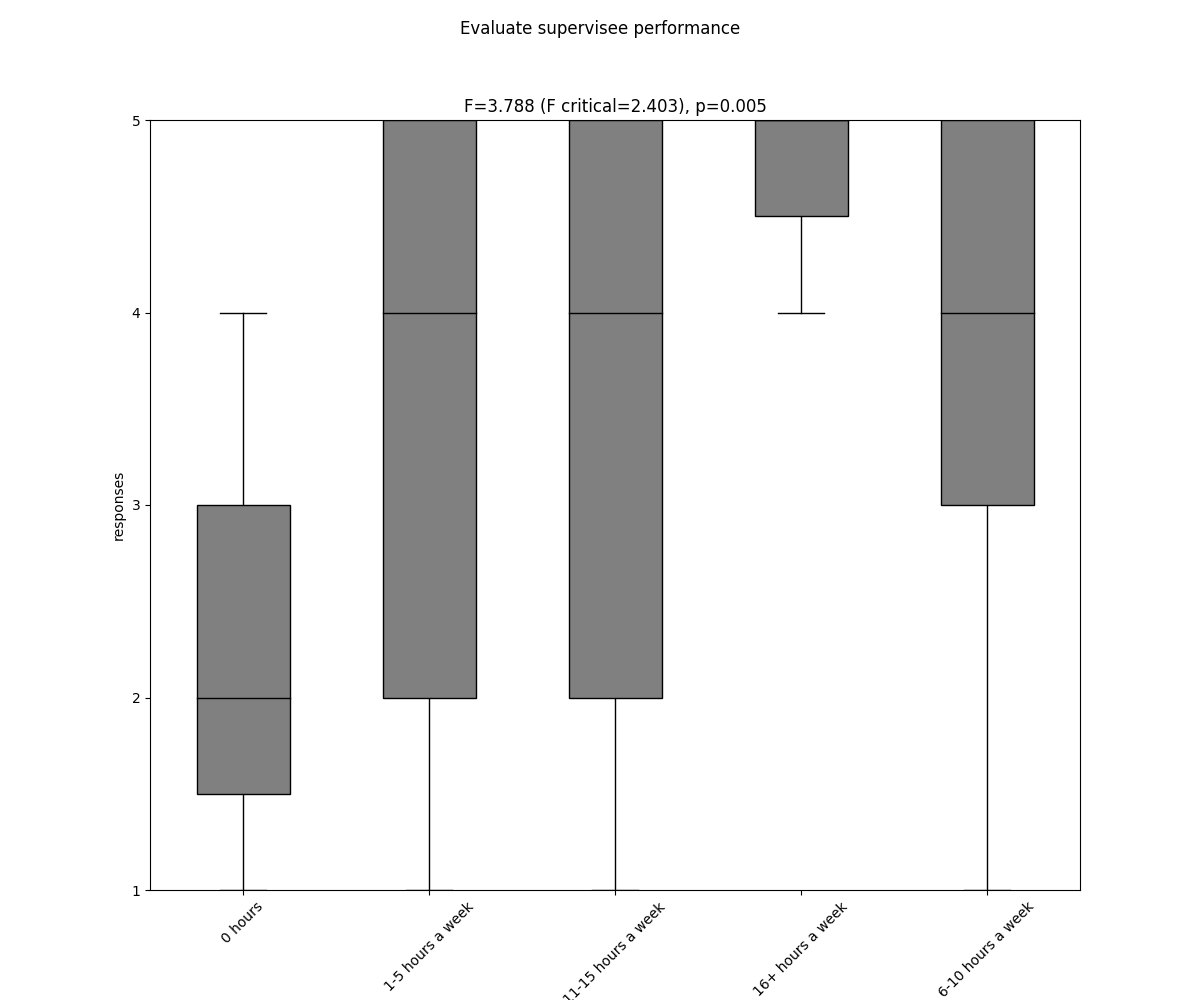 Evaluate supervisee performance
F=3.788 (F critical=2.403), p=0.005
5
4
3
2
1
responses
0 hours
1-5 hours a week
11-15 hours a week
16+ hours a week
6-10 hours a week